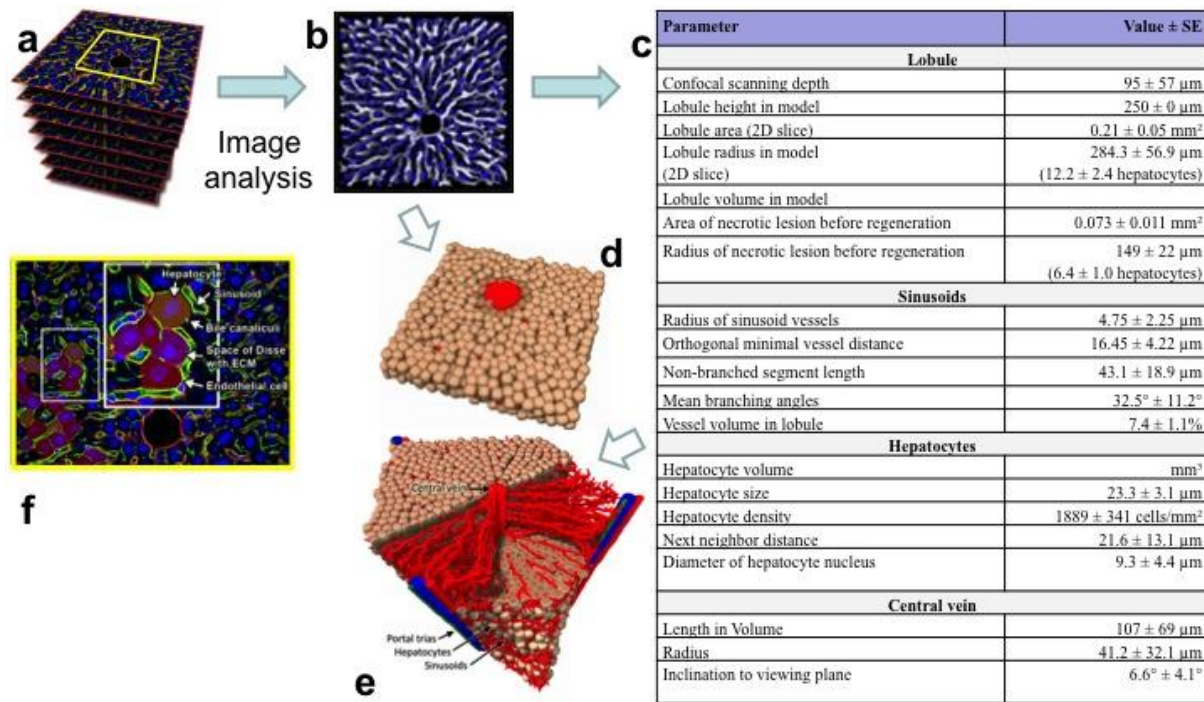 a
b
c
Image
analysis
d
e
f
Hepatocyte
Sinusoid
Bile canaliculi
Space of Disse
with ECM
Endothelial cell
Central vein
Portal trias
Hepatocytes
Sinusoids
Parameter Value ± SE
Lobule
Confocal scanning depth 95 ± 57 µm
Lobule height in model 250 ± 0 µm
Lobule area (2D slice) 0.21 ± 0.05 mm²
Lobule radius in model 284.3 ± 56.9 µm
(2D slice) (12.2 ± 2.4 hepatocytes)
Lobule volume in model
Area of necrotic lesion before regeneration 0.073 ± 0.011 mm²
Radius of necrotic lesion before regeneration 149 ± 22 µm
(6.4 ± 1.0 hepatocytes)
Sinusoids
Radius of sinusoid vessels 4.75 ± 2.25 µm
Orthogonal minimal vessel distance 16.45 ± 4.22 µm
Non-branched segment length 43.1 ± 18.9 µm
Mean branching angles 32.5° ± 11.2°
Vessel volume in lobule 7.4 ± 1.1%
Hepatocytes
Hepatocyte volume mm³
Hepatocyte size 23.3 ± 3.1 µm
Hepatocyte density 1889 ± 341 cells/mm²
Next neighbor distance 21.6 ± 13.1 µm
Diameter of hepatocyte nucleus 9.3 ± 4.4 µm
Central vein
Length in Volume 107 ± 69 µm
Radius 41.2 ± 32.1 µm
Inclination to viewing plane 6.6° ± 4.1°